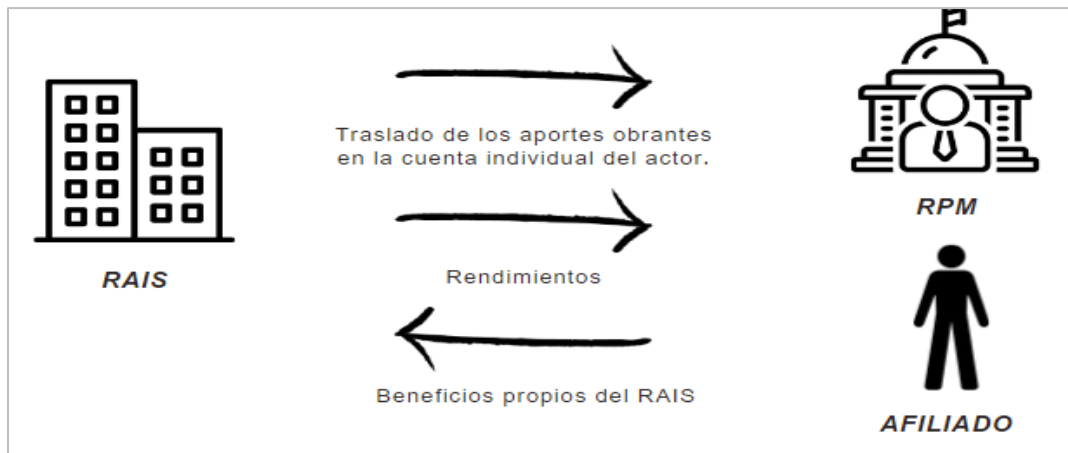 Traslado de los aportes obrantes
en la cuenta individual del actor.
RPM
RAIS
Rendimientos
Beneficios propios del RAIS
AFILIADO